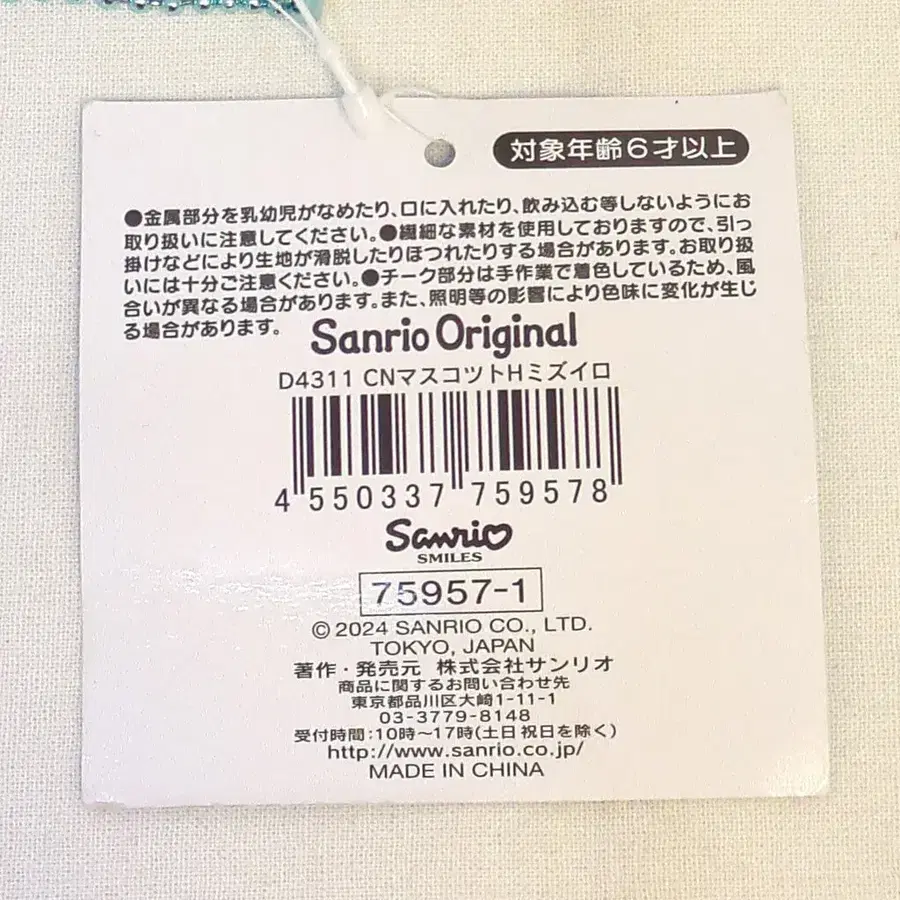 対象年齢6才以上
●金属部分を乳幼児がなめたり、口に入れたり、飲み込む等しないようにお
取り扱いに注意してください。●繊細な素材を使用しておりますので、引っ
掛けなどにより生地が滑脱したりほつれたりする場合があります。お取り扱
いには十分ご注意ください。●チーク部分は手作業で着色しているため、風
合いが異なる場合があります。また、照明等の影響により色味に変化が生じ
る場合があります。
Sanrio Original
D4311 CNマスコットHミズイロ
4 550337 759578
Sanrio
SMILES
75957-1
© 2024 SANRIO CO., LTD.
TOKYO, JAPAN
著作・発売元 株式会社サンリオ
商品に関するお問い合わせ先
東京都品川区大崎1-11-1
03-3779-8148
受付時間:10時〜17時(土日祝日を除く)
http://www.sanrio.co.jp/
MADE IN CHINA